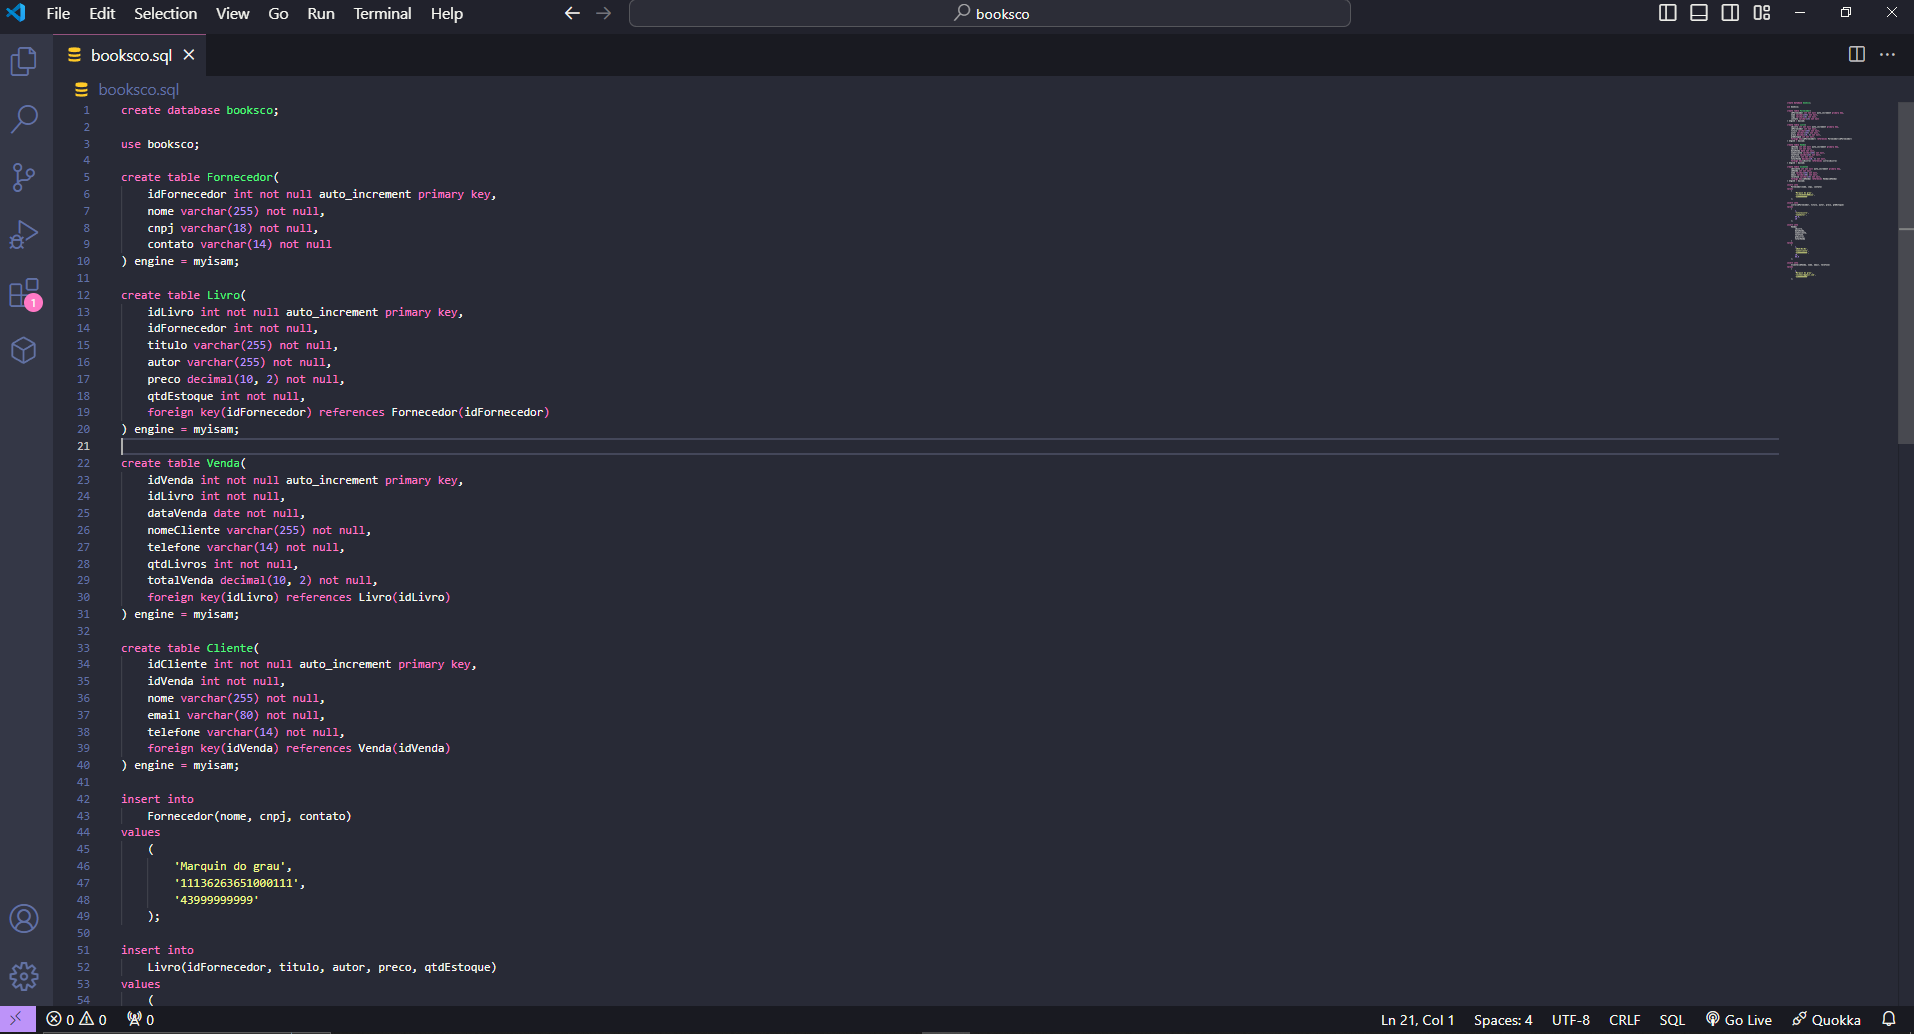 File Edit Selection View Go Run Terminal Help
booksco
booksco.sql
booksco.sql
1 create database booksco;
2
3 use booksco;
4
5 create table Fornecedor(
6 idFornecedor int not null auto_increment primary key,
7 nome varchar(255) not null,
8 cnpj varchar(18) not null,
9 contato varchar(14) not null
10 ) engine = myisam;
11
12 create table Livro(
13 idLivro int not null auto_increment primary key,
14 idFornecedor int not null,
15 titulo varchar(255) not null,
16 autor varchar(255) not null,
17 preco decimal(10, 2) not null,
18 qtdEstoque int not null,
19 foreign key(idFornecedor) references Fornecedor(idFornecedor)
20 ) engine = myisam;
21
22 create table Venda(
23 idVenda int not null auto_increment primary key,
24 idLivro int not null,
25 dataVenda date not null,
26 nomeCliente varchar(255) not null,
27 telefone varchar(14) not null,
28 qtdLivros int not null,
29 totalVenda decimal(10, 2) not null,
30 foreign key(idLivro) references Livro(idLivro)
31 ) engine = myisam;
32
33 create table Cliente(
34 idCliente int not null auto_increment primary key,
35 idVenda int not null,
36 nome varchar(255) not null,
37 email varchar(80) not null,
38 telefone varchar(14) not null,
39 foreign key(idVenda) references Venda(idVenda)
40 ) engine = myisam;
41
42 insert into
43 Fornecedor(nome, cnpj, contato)
44 values
45 (
46 'Marquin do grau',
47 '11136263651000111',
48 '43999999999'
49 );
50
51 insert into
52 Livro(idFornecedor, titulo, autor, preco, qtdEstoque)
53 values
54 (
1
0 0 0
Ln 21, Col 1 Spaces: 4 UTF-8 CRLF SQL Go Live Quokka